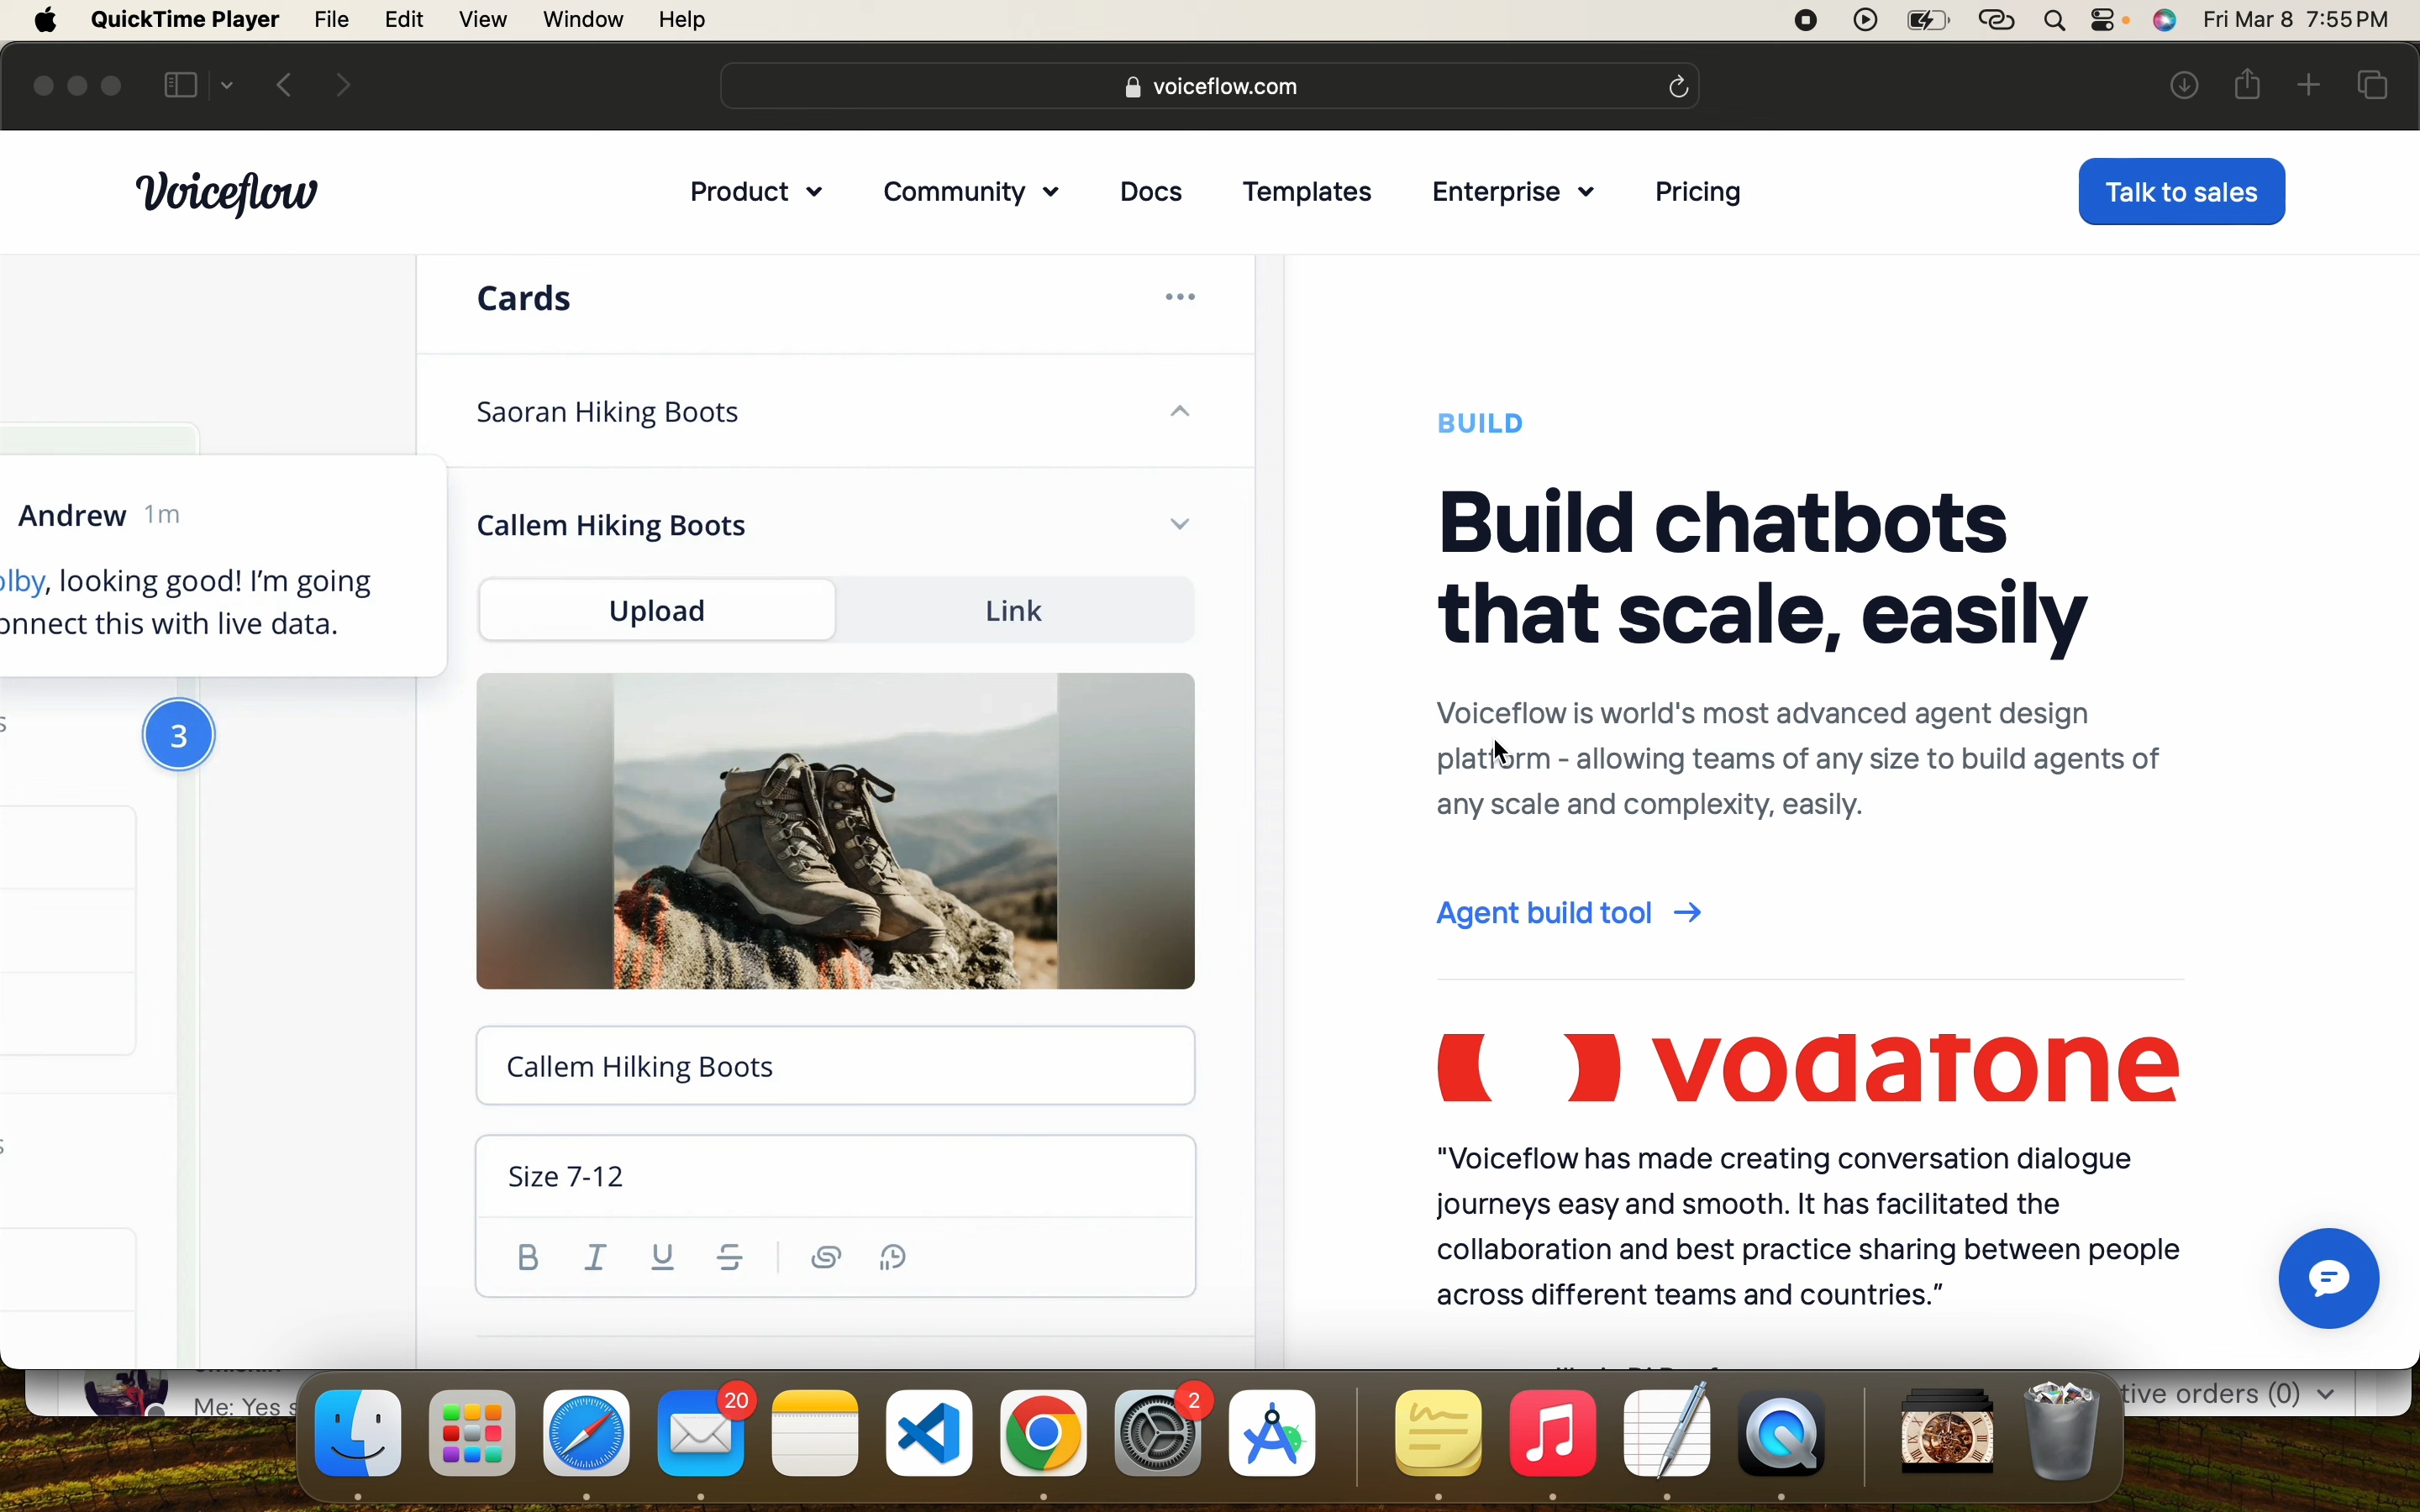 QuickTime Player File Edit View Window Help Fri Mar 8 7:55 PM
voiceflow.com
Voiceflow Product Community Docs Templates Enterprise Pricing Talk to sales
Cards
Saoran Hiking Boots
Andrew 1m
olby, looking good! I'm going
onnect this with live data.
3
s
s
Callem Hiking Boots
Upload Link
Callem Hilking Boots
Size 7-12
B I U S
BUILD
Build chatbots
that scale, easily
Voiceflow is world's most advanced agent design
platform - allowing teams of any size to build agents of
any scale and complexity, easily.
Agent build tool →
vodafone
"Voiceflow has made creating conversation dialogue
journeys easy and smooth. It has facilitated the
collaboration and best practice sharing between people
across different teams and countries.”
Me: Yes s
tive orders (0)
20
2